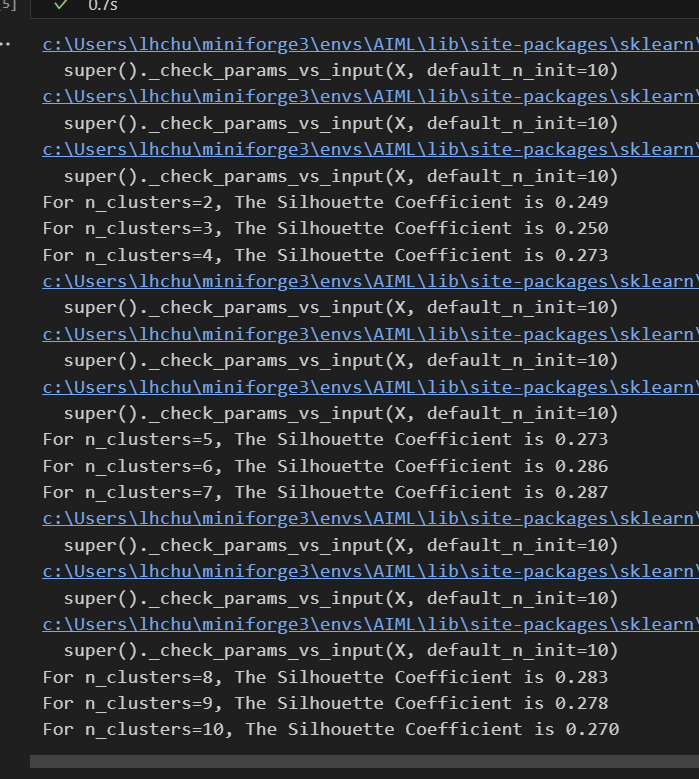 5]
0.7s
c:\Users\lhchu\miniforge3\envs\AIML\lib\site-packages\sklearn\
super()._check_params_vs_input(X, default_n_init=10)
c:\Users\lhchu\miniforge3\envs\AIML\lib\site-packages\sklearn\
super()._check_params_vs_input(X, default_n_init=10)
c:\Users\lhchu\miniforge3\envs\AIML\lib\site-packages\sklearn\
super()._check_params_vs_input(X, default_n_init=10)
For n_clusters=2, The Silhouette Coefficient is 0.249
For n_clusters=3, The Silhouette Coefficient is 0.250
For n_clusters=4, The Silhouette Coefficient is 0.273
c:\Users\lhchu\miniforge3\envs\AIML\lib\site-packages\sklearn\
super()._check_params_vs_input(X, default_n_init=10)
c:\Users\lhchu\miniforge3\envs\AIML\lib\site-packages\sklearn\
super()._check_params_vs_input(X, default_n_init=10)
c:\Users\lhchu\miniforge3\envs\AIML\lib\site-packages\sklearn\
super()._check_params_vs_input(X, default_n_init=10)
For n_clusters=5, The Silhouette Coefficient is 0.273
For n_clusters=6, The Silhouette Coefficient is 0.286
For n_clusters=7, The Silhouette Coefficient is 0.287
c:\Users\lhchu\miniforge3\envs\AIML\lib\site-packages\sklearn\
super()._check_params_vs_input(X, default_n_init=10)
c:\Users\lhchu\miniforge3\envs\AIML\lib\site-packages\sklearn\
super()._check_params_vs_input(X, default_n_init=10)
c:\Users\lhchu\miniforge3\envs\AIML\lib\site-packages\sklearn\
super()._check_params_vs_input(X, default_n_init=10)
For n_clusters=8, The Silhouette Coefficient is 0.283
For n_clusters=9, The Silhouette Coefficient is 0.278
For n_clusters=10, The Silhouette Coefficient is 0.270